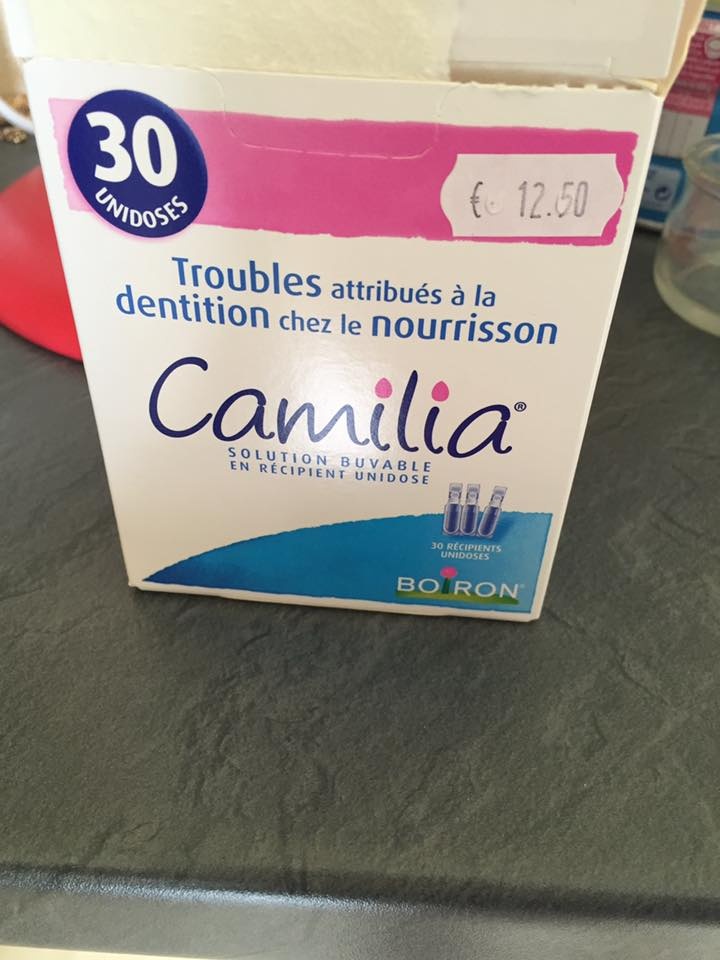 30
UNIDOSES
€ 12.50
Troubles attribués à la
dentition chez le nourrisson
Camilia®
SOLUTION BUVABLE
EN RÉCIPIENT UNIDOSE
30 RÉCIPIENTS
UNIDOSES
BOIRON®